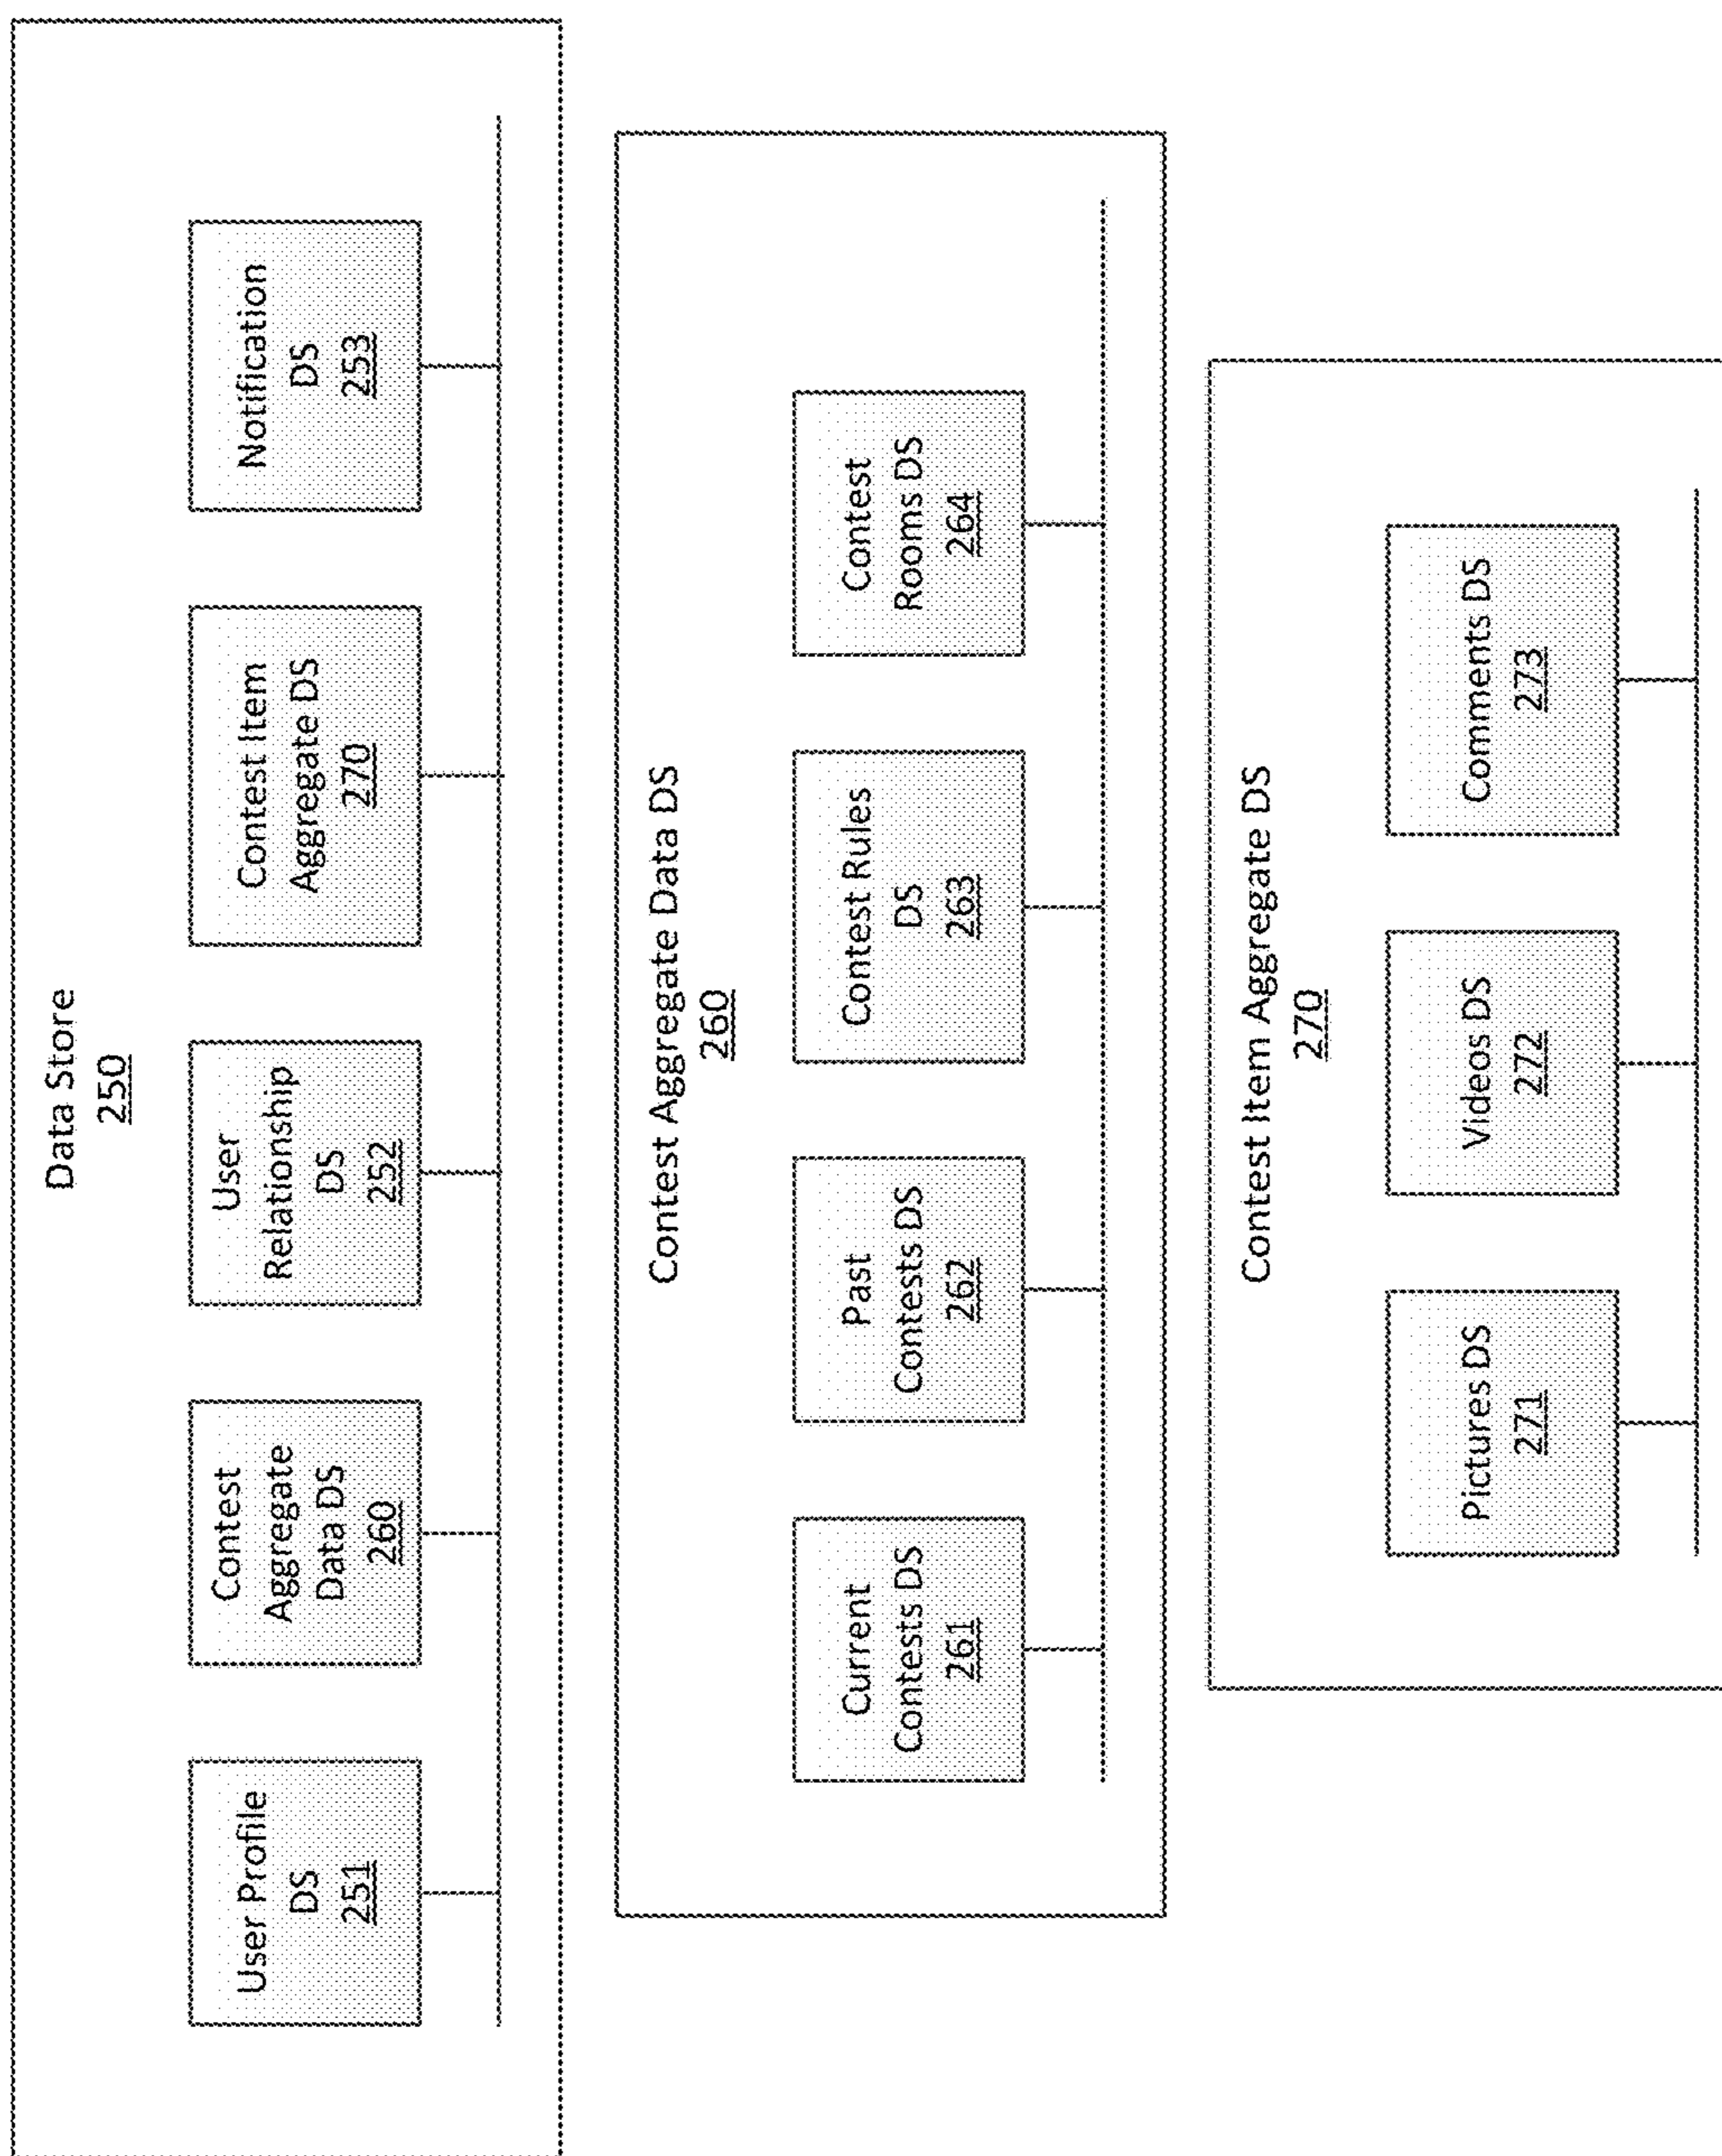 Data Store
250
User Profile
DS
251
Contest
Aggregate
Data DS
260
User
Relationship
DS
252
Contest Item
Aggregate DS
270
Notification
DS
253
Contest Aggregate Data DS
260
Current
Contests DS
261
Past
Contests DS
262
Contest Rules
DS
263
Contest
Rooms DS
264
Contest Item Aggregate DS
270
Pictures DS
271
Videos DS
272
Comments DS
273